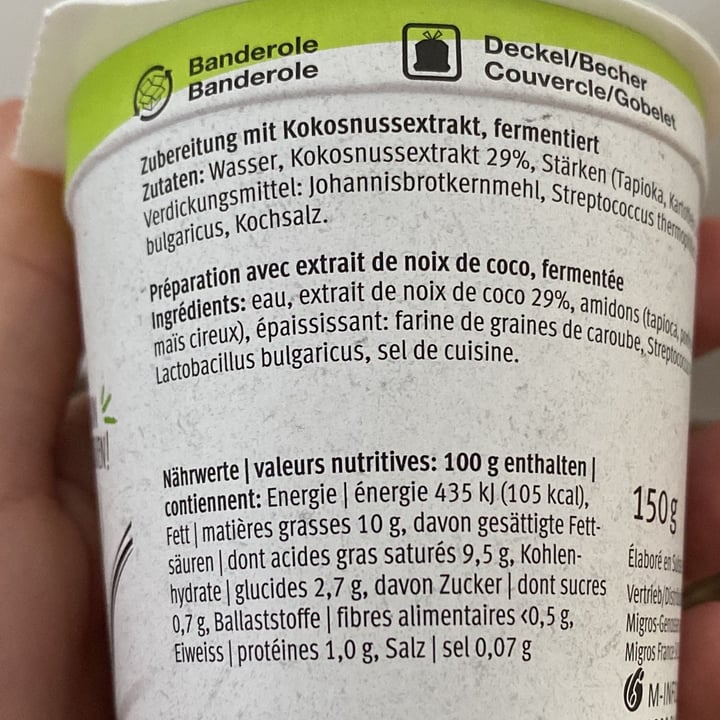 Banderole
Banderole
Deckel/Becher
Couvercle/Gobelet
Zubereitung mit Kokosnussextrakt, fermentiert
Zutaten: Wasser, Kokosnussextrakt 29%, Stärken (Tapioka,
Verdickungsmittel: Johannisbrotkernmehl, Streptococcus
bulgaricus, Kochsalz.
Préparation avec extrait de noix de coco, fermentée
Ingrédients: eau, extrait de noix de coco 29%, amidons (tapioca,
maïs cireux), épaississant: farine de graines de caroube,
Lactobacillus bulgaricus, sel de cuisine.
Nährwerte | valeurs nutritives: 100 g enthalten |
contiennent: Energie | énergie 435 kJ (105 kcal),
Fett | matières grasses 10 g, davon gesättigte Fett-
säuren | dont acides gras saturés 9,5 g, Kohlen-
hydrate | glucides 2,7 g, davon Zucker | dont sucres
0,7 g, Ballaststoffe | fibres alimentaires <0,5 g,
Eiweiss | protéines 1,0 g, Salz | sel 0,07 g
150g
Élaboré en
Vertrieb/
Migros-
Migros France